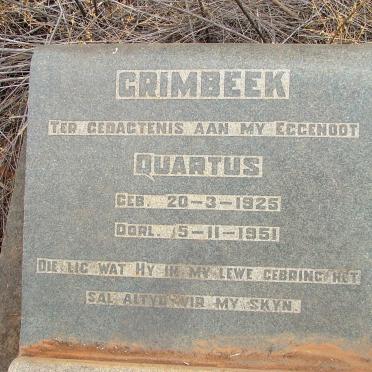 GRIMBEEK
TER GEDAGTENIS AAN MY EGGENOOT
QUARTUS
GEB. 20-3-1925
OORL. 5-11-1951
DIE LIG WAT HY IN MY LEWE GEBRING HET
SAL ALTYD VIR MY SKYN.